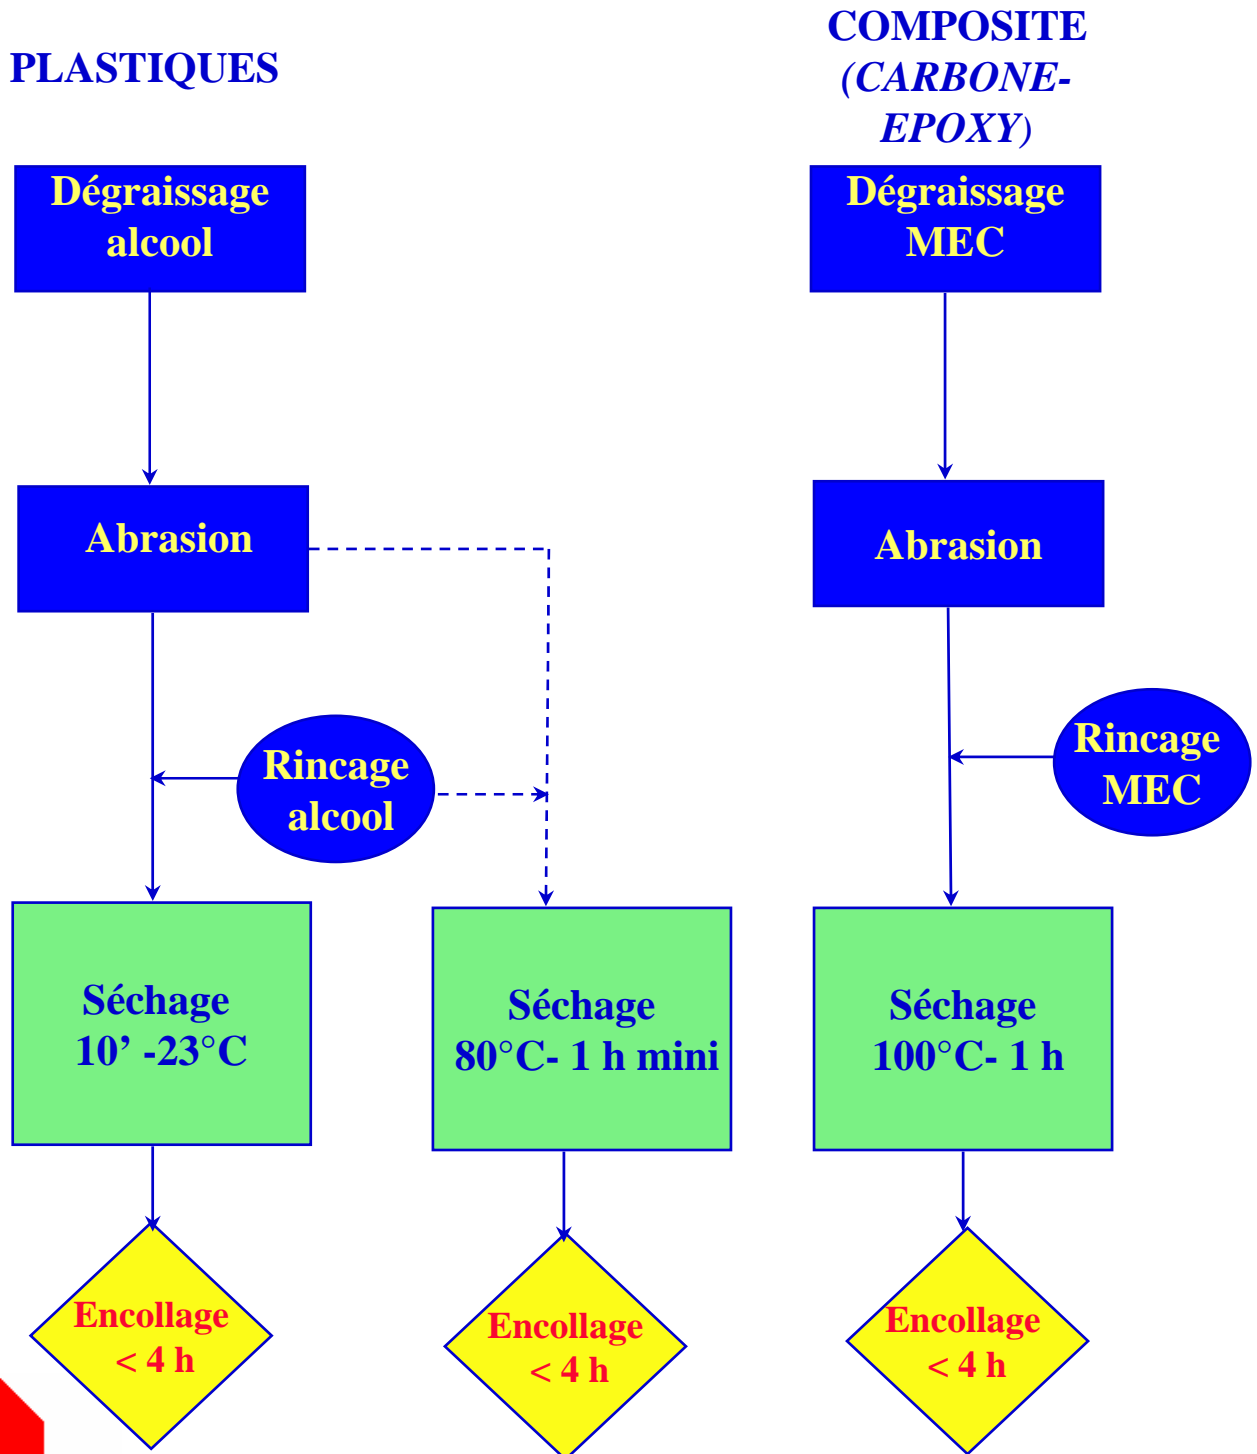 PLASTIQUES
COMPOSITE
(CARBONE-
EPOXY)
Dégraissage
alcool
Dégraissage
MEC
Abrasion
Abrasion
Rincage
alcool
Rincage
MEC
Séchage
10’ -23°C
Séchage
80°C- 1 h mini
Séchage
100°C- 1 h
Encollage
< 4 h
Encollage
< 4 h
Encollage
< 4 h